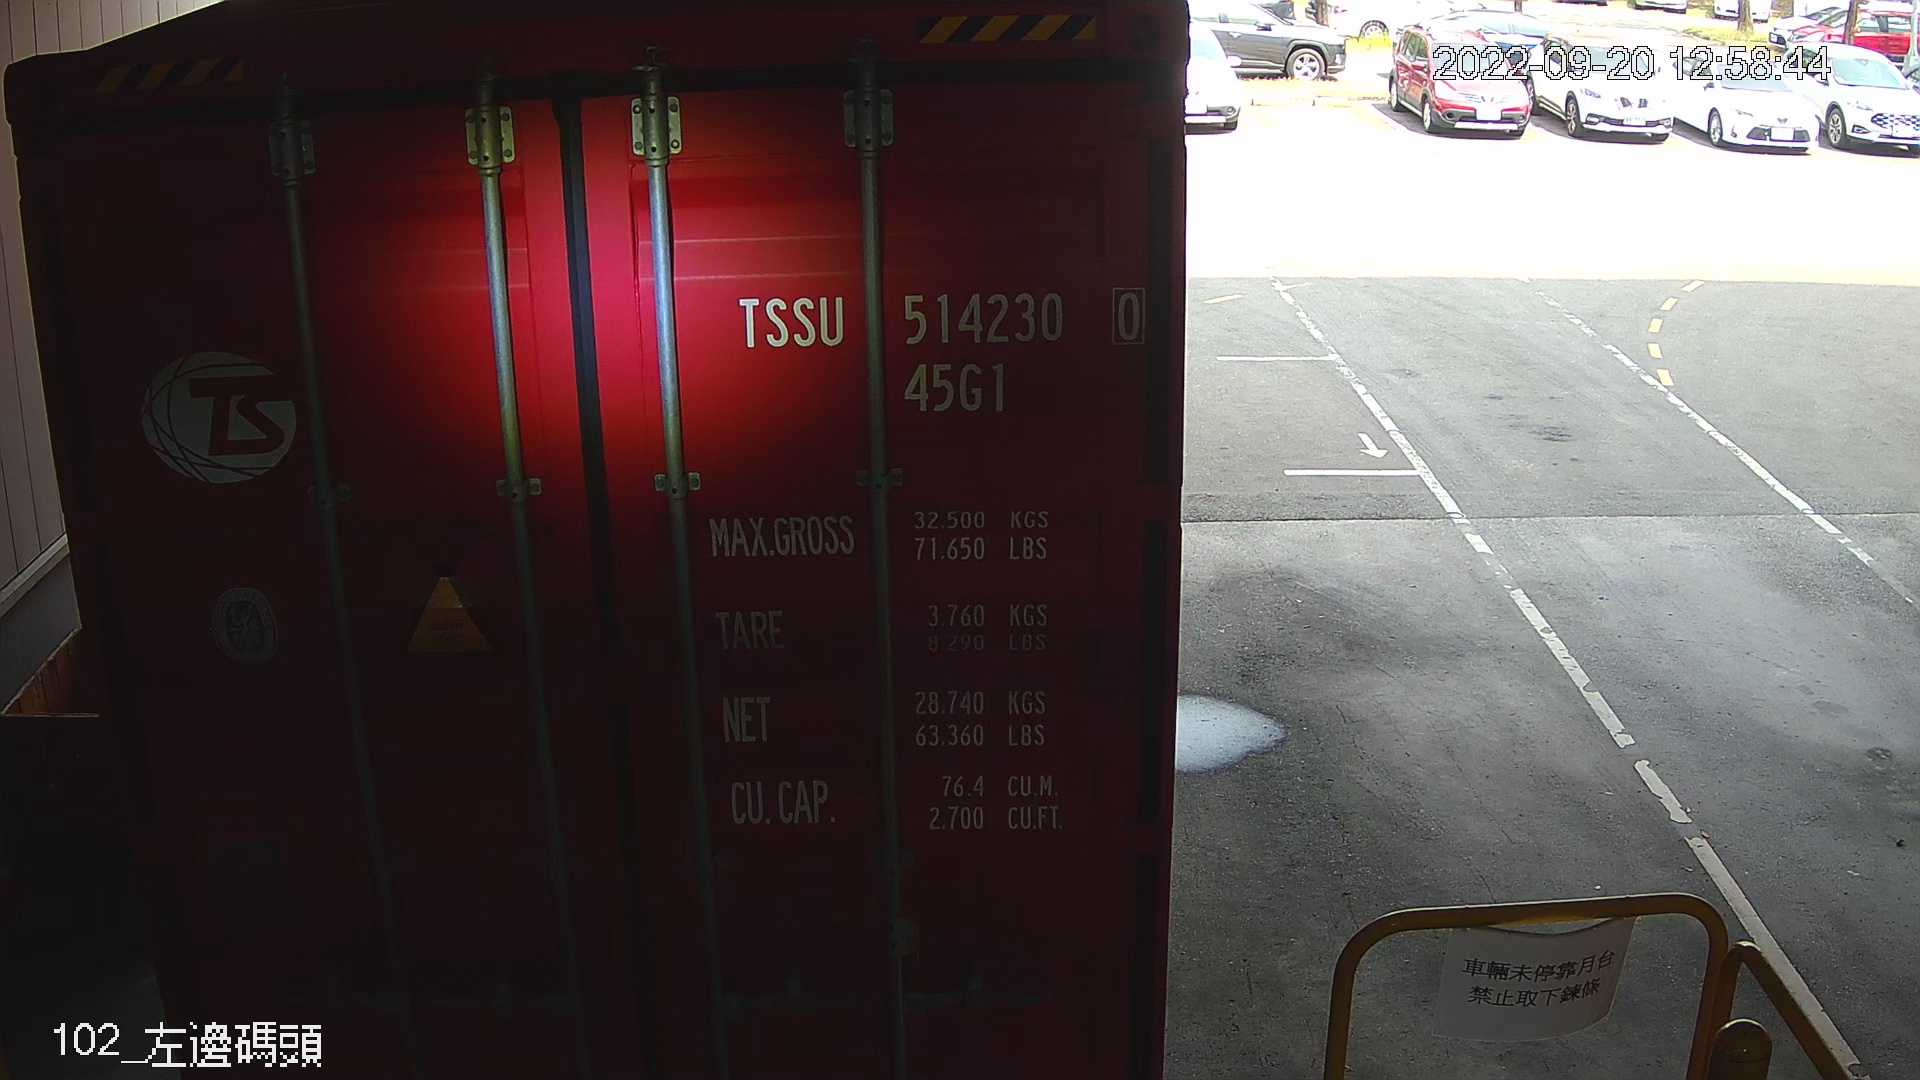 2022-09-20 12:58:44
TSSU 514230 0
45G1
TS
MAX.GROSS 32.500 KGS
71.650 LBS
TARE 3.760 KGS
8.290 LBS
NET 28.740 KGS
63.360 LBS
CU. CAP. 76.4 CU.M.
2.700 CU.FT.
車輛未停靠月台
禁止取下鍊條
102_左邊碼頭